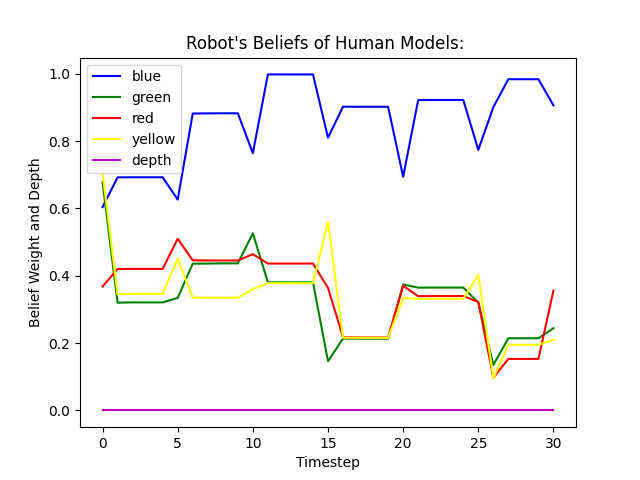 Robot's Beliefs of Human Models:
blue
green
red
yellow
depth
Belief Weight and Depth
1.0
0.8
0.6
0.4
0.2
0.0
0 5 10 15 20 25 30
Timestep